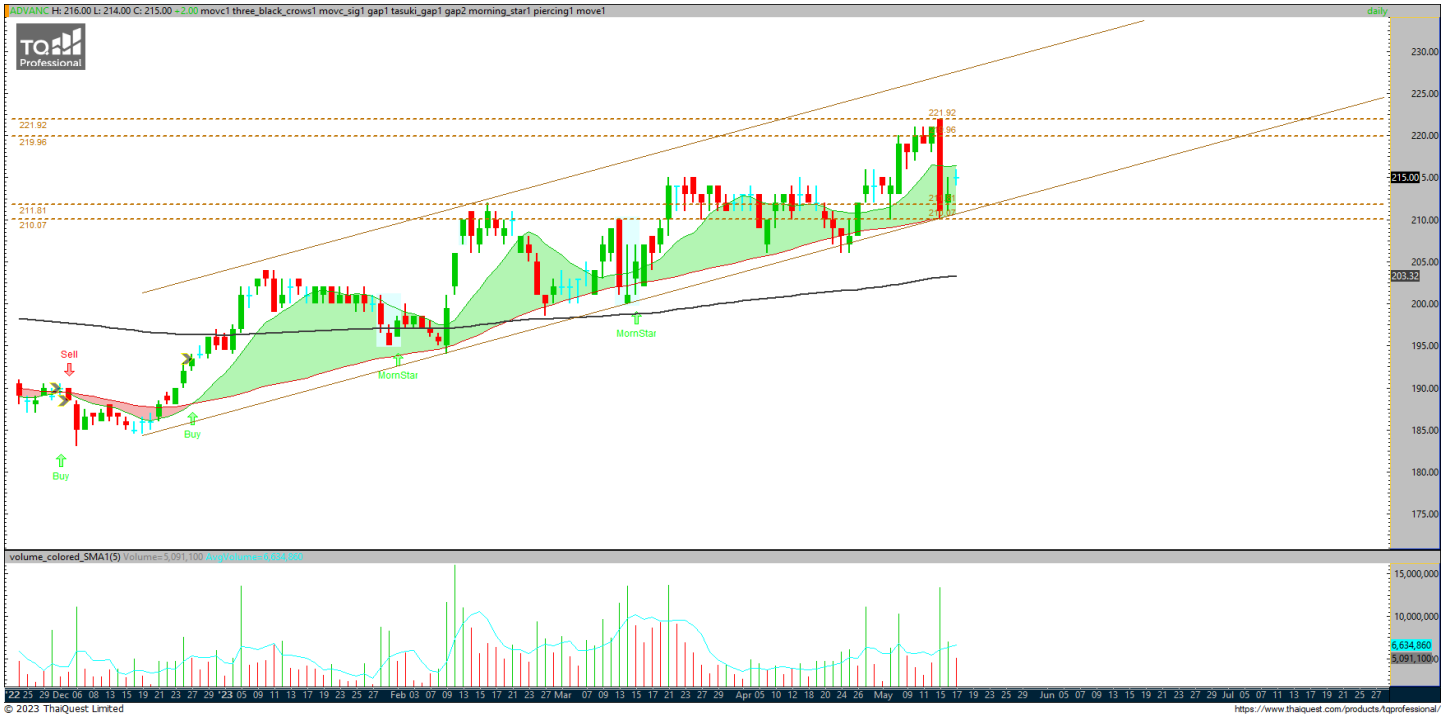 ADVANC H: 216.00 L: 214.00 C: 215.00 +2.00 movc1 three_black_crows1 movc_sig1 gap1 tasuki_gap1 gap2 morning_star1 piercing1 move1 daily
TQ
Professional
230.00
225.00
221.92
221.92
220.00
219.96
215.00
211.81
210.07
210.00
205.00
203.32
200.00
195.00
Sell
MornStar
MornStar
190.00
Buy
185.00
Buy
180.00
175.00
volume_colored_SMA1(5) Volume=5,091,100
15,000,000
10,000,000
6,634,860
5,091,100
'22 25 29 Dec 06 08 13 15 19 21 23 27 29 '23 05 09 11 13 17 19 23 25 27 Feb 03 07 09 13 15 17 21 23 27 Mar 03 07 09 13 15 17 21 23 27 29 Apr 05 10 12 18 20 24 26 May 09 11 15 17 19 23 25 29 Jun 05 07 09 13 15 19 21 23 27 29 Jul 05 07 11 13 17 19 21 25 27
© 2023 ThaiQuest Limited https://www.thaiquest.com/products/tqprofessional/